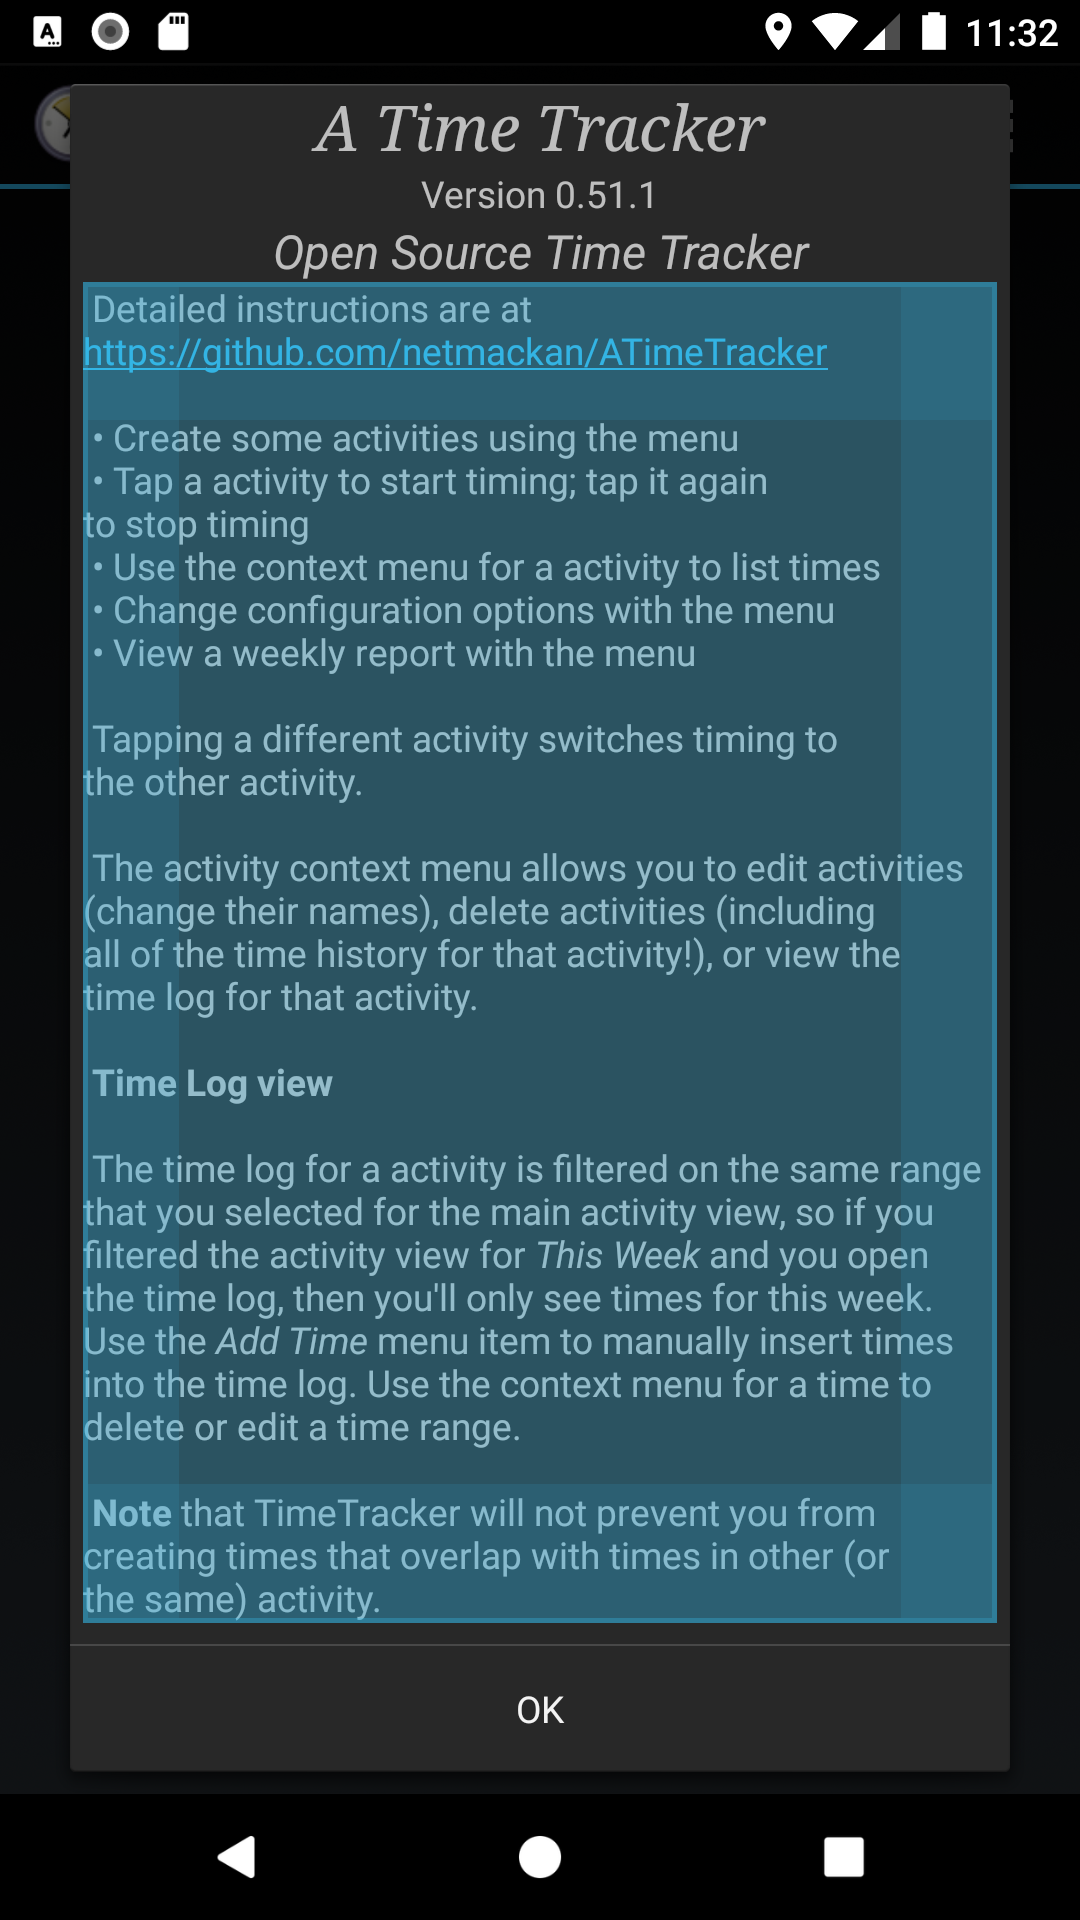 11:32
A Time Tracker
Version 0.51.1
Open Source Time Tracker
Detailed instructions are at
https://github.com/netmackan/ATimeTracker
• Create some activities using the menu
• Tap a activity to start timing; tap it again
to stop timing
• Use the context menu for a activity to list times
• Change configuration options with the menu
• View a weekly report with the menu
Tapping a different activity switches timing to
the other activity.
The activity context menu allows you to edit activities
(change their names), delete activities (including
all of the time history for that activity!), or view the
time log for that activity.
Time Log view
The time log for a activity is filtered on the same range
that you selected for the main activity view, so if you
filtered the activity view for This Week and you open
the time log, then you'll only see times for this week.
Use the Add Time menu item to manually insert times
into the time log. Use the context menu for a time to
delete or edit a time range.
Note that TimeTracker will not prevent you from
creating times that overlap with times in other (or
the same) activity.
OK